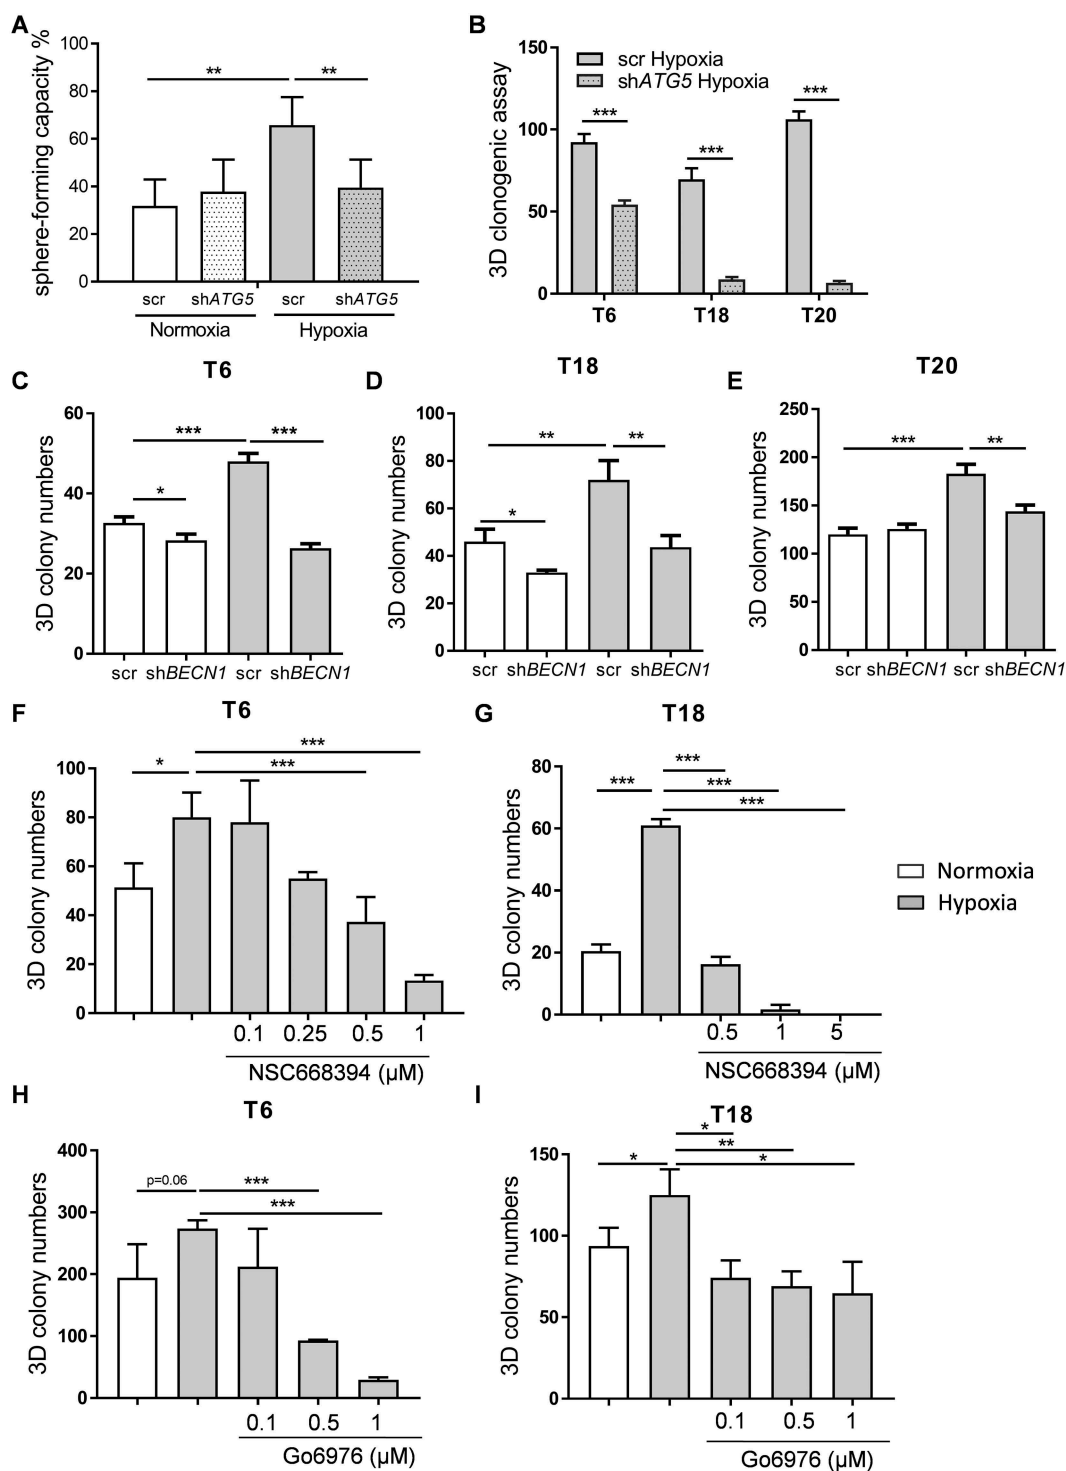 A
sphere-forming capacity %
100
80
60
40
20
0
** **
scr shATG5 scr shATG5
Normoxia Hypoxia
B
3D clonogenic assay
150
100
50
0
scr Hypoxia
shATG5 Hypoxia
*** *** ***
T6 T18 T20
C
T6
3D colony numbers
60
40
20
0
*** ***
*
scr shBECN1 scr shBECN1
D
T18
3D colony numbers
100
80
60
40
20
0
** **
*
scr shBECN1 scr shBECN1
E
T20
3D colony numbers
250
200
150
100
50
0
*** **
scr shBECN1 scr shBECN1
F
T6
3D colony numbers
100
80
60
40
20
0
***
* ***
0.1 0.25 0.5 1
NSC668394 (µM)
G
T18
3D colony numbers
80
60
40
20
0
***
*** ***
***
0.5 1 5
NSC668394 (µM)
Normoxia
Hypoxia
H
T6
3D colony numbers
400
300
200
100
0
p=0.06 ***
***
0.1 0.5 1
Go6976 (µM)
I
T18
3D colony numbers
150
100
50
0
*
**
* *
0.1 0.5 1
Go6976 (µM)